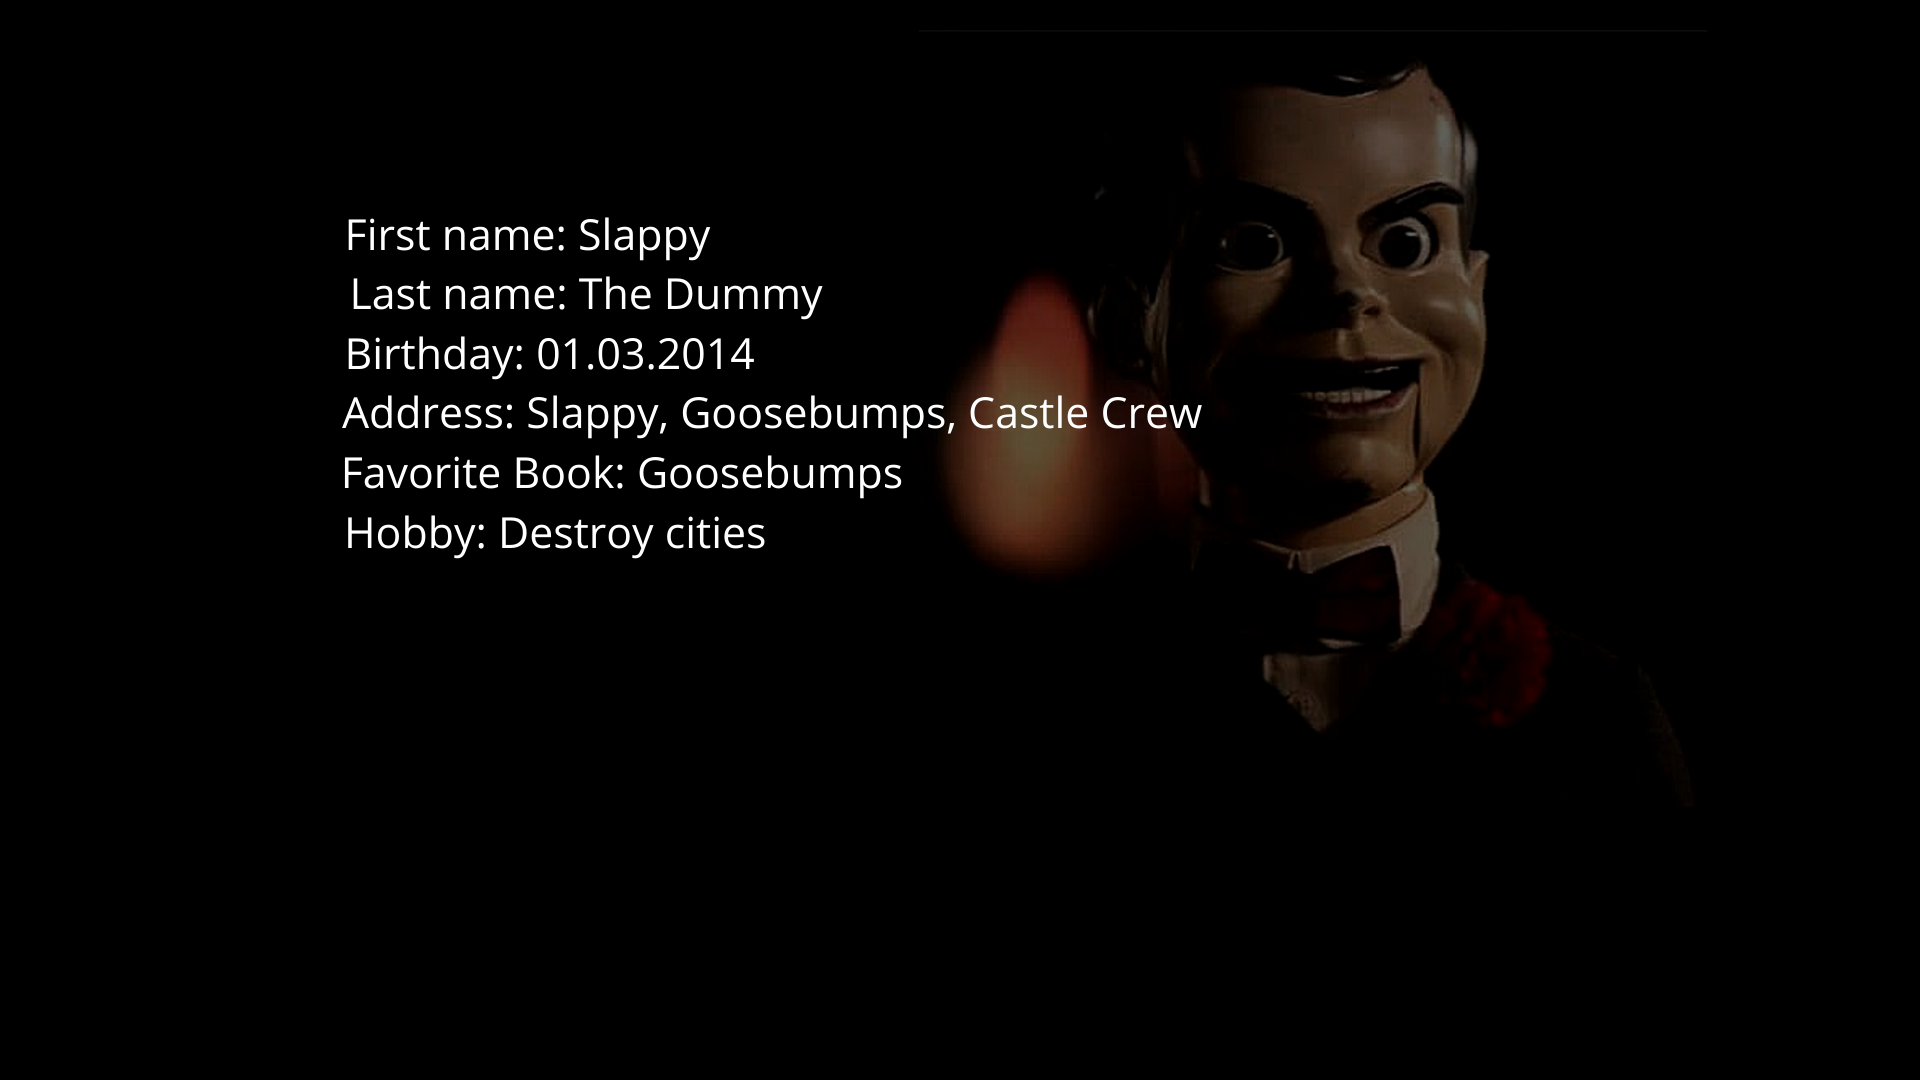 First name: Slappy
Last name: The Dummy
Birthday: 01.03.2014
Address: Slappy, Goosebumps, Castle Crew
Favorite Book: Goosebumps
Hobby: Destroy cities